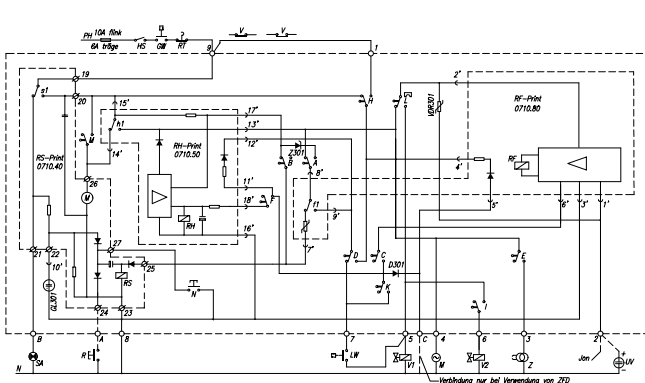 V V
PH 10A flink
6A träge HS GW RT 9 1
19 2'
s1 20 15' H L VDR301 RF-Print
0710.80
RS-Print
0710.40 M h1 17'
13'
12' Z301
14' RH-Print
0710.50 B A RF
8' 4'
26 11' F 5' 6' 3' 1'
M 18' f1
RH 9'
16' 7'
21 22 27 D C E
10' 25 D301
GL301 RS N K I
24 23
B A 8 7 5 C 4 6 3 2
SA R LW V1 M V2 Z Jon UV
N
Verbindung nur bei Verwendung von ZFD